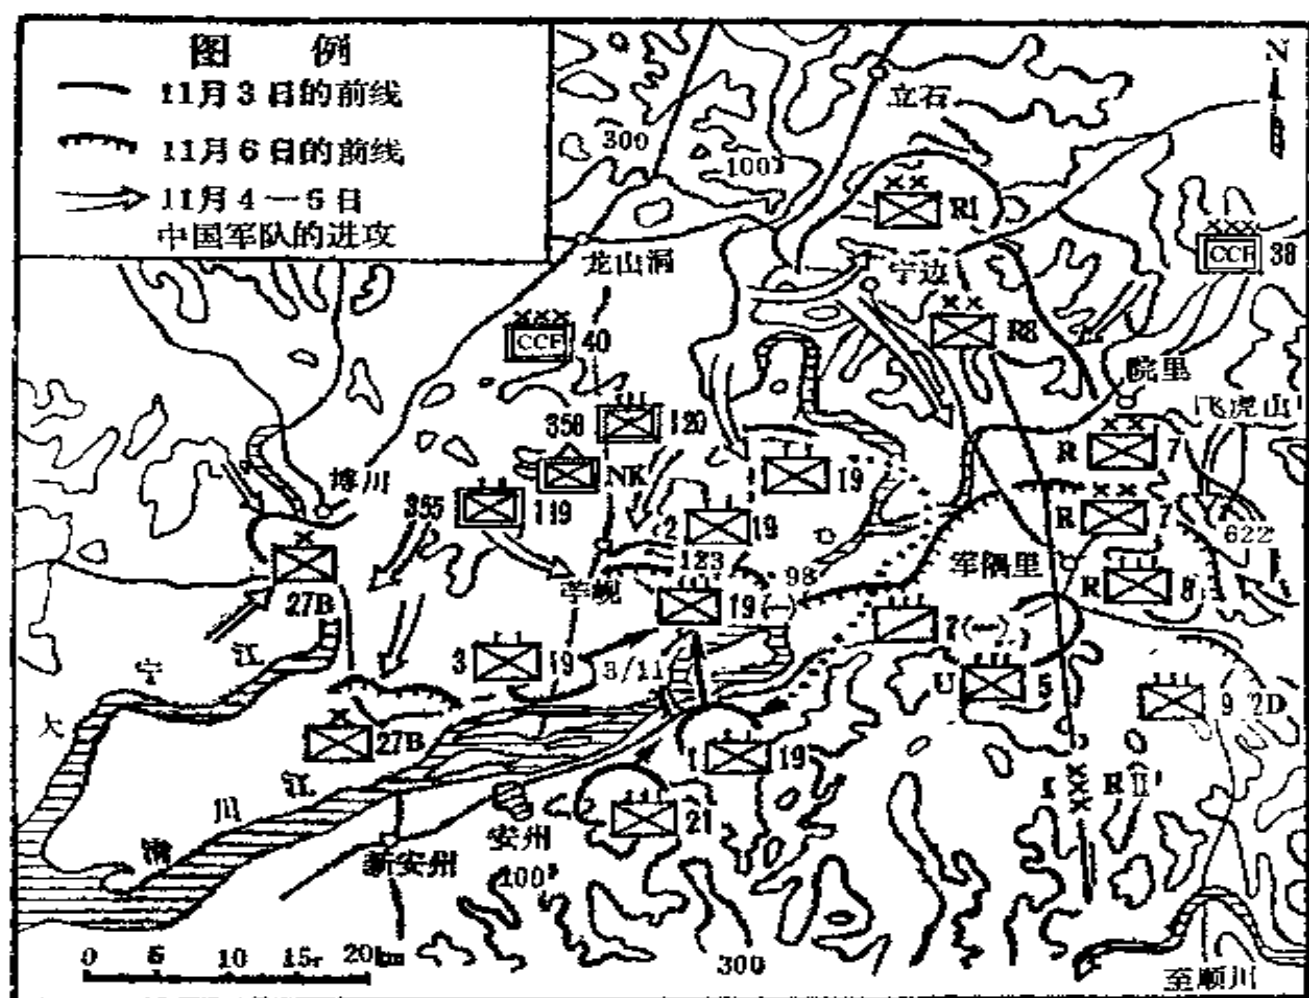 图 例
11月3日的前线
11月6日的前线
11月4—5日
中国军队的进攻
N
立石
300
100
R1
龙山洞
宁边
CCF 38
CCF 40
R8
院里
飞虎山
358 120
R 7
博川
NK
19
355 119
2 19
R 7
622
123
军隅里
98
27B
苧岘
19(—)
R 8
7(—)
宁 江
3 19
3/11
U 5
大
9 2D
27B
1 19
I R II
川 江
21
清
安州
新安州
100
0 5 10 15 20km
300
至顺川